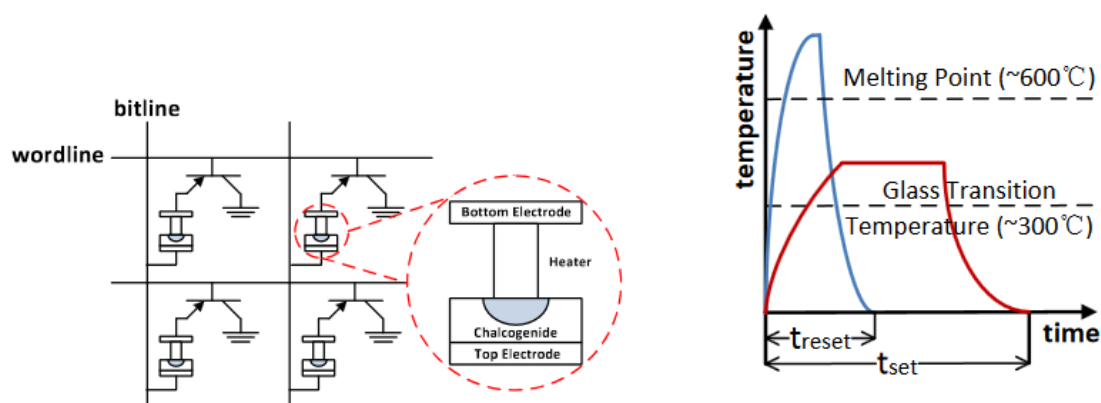 bitline
wordline
Bottom Electrode
Heater
Chalcogenide
Top Electrode
temperature
Melting Point (~600℃)
Glass Transition
Temperature (~300℃)
treset
tset
time